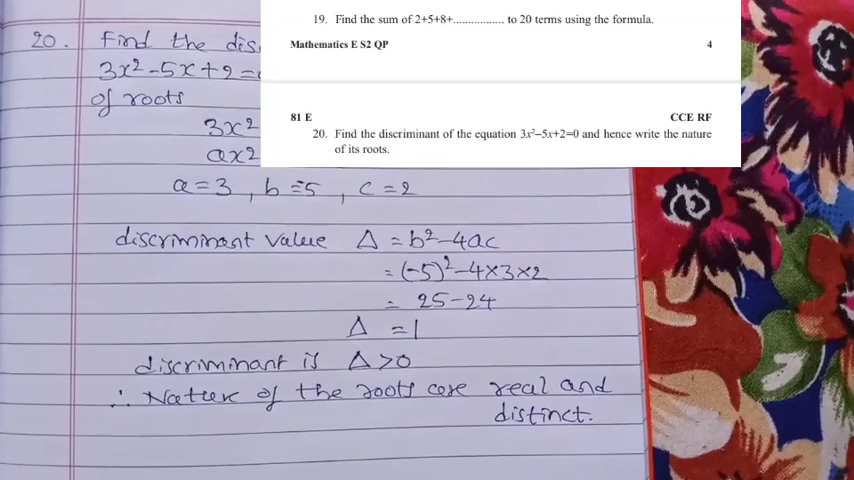 19. Find the sum of 2+5+8+................. to 20 terms using the formula.
Mathematics E S2 QP 4
81 E CCE RF
20. Find the discriminant of the equation 3x²–5x+2=0 and hence write the nature
of its roots.
20. Find the dis
3x² -5x+2=
of roots
3x²
ax2
a=3 , b=-5 , c=2
discriminant value Δ = b²-4ac
= (-5)² -4×3×2
= 25-24
Δ =1
discriminant is Δ>0
∴ Nature of the roots are real and
distinct.